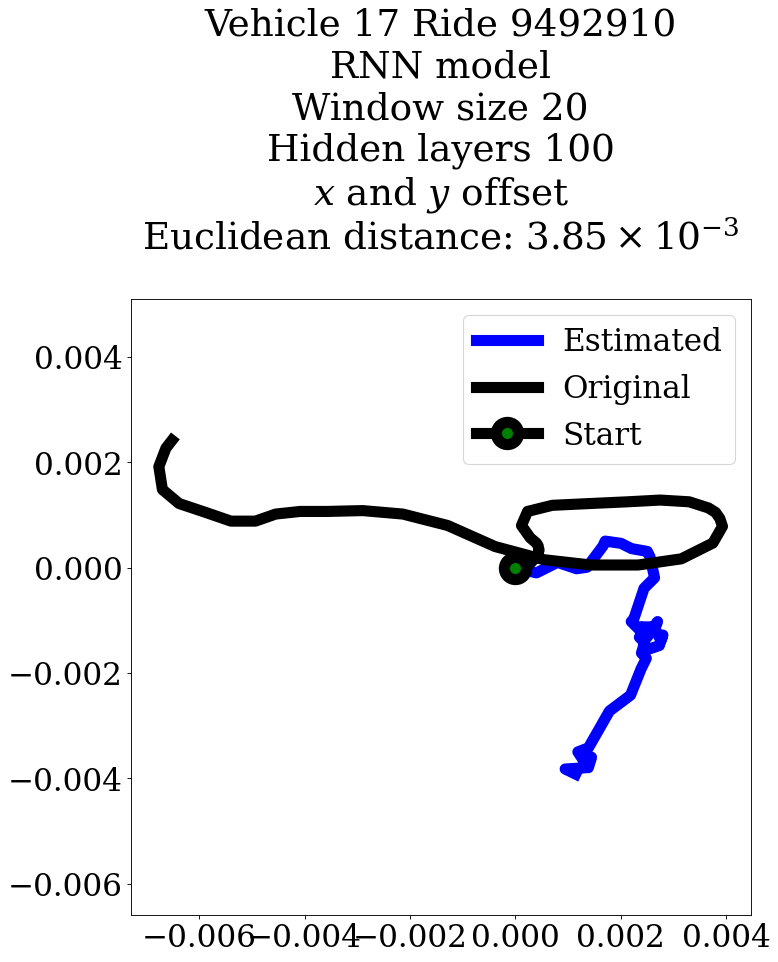 Vehicle 17 Ride 9492910
RNN model
Window size 20
Hidden layers 100
x and y offset
Euclidean distance: 3.85 × 10⁻³
Estimated
Original
Start
0.004
0.002
0.000
−0.002
−0.004
−0.006
−0.006 −0.004 −0.002 0.000 0.002 0.004